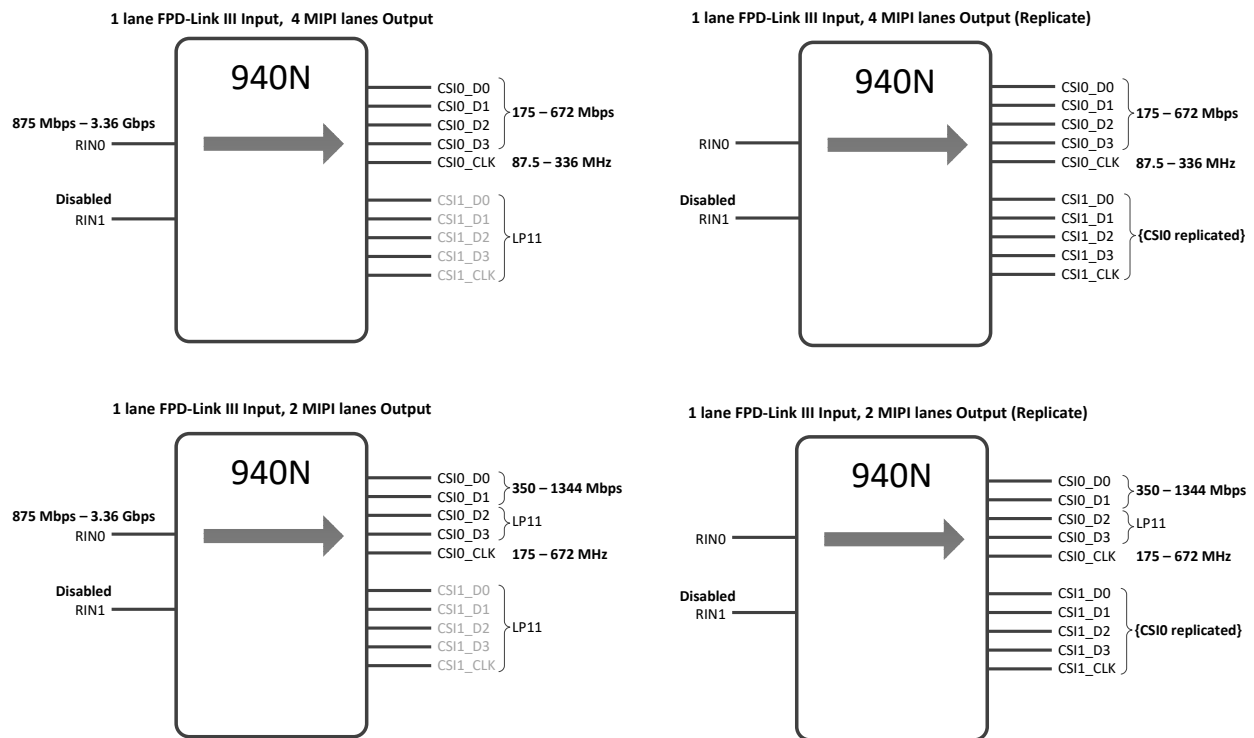 1 lane FPD-Link III Input, 4 MIPI lanes Output
940N
875 Mbps – 3.36 Gbps
RIN0
Disabled
RIN1
CSI0_D0
CSI0_D1
CSI0_D2
CSI0_D3
175 – 672 Mbps
CSI0_CLK 87.5 – 336 MHz
CSI1_D0
CSI1_D1
CSI1_D2
CSI1_D3
CSI1_CLK
LP11
1 lane FPD-Link III Input, 4 MIPI lanes Output (Replicate)
940N
RIN0
Disabled
RIN1
CSI0_D0
CSI0_D1
CSI0_D2
CSI0_D3
175 – 672 Mbps
CSI0_CLK 87.5 – 336 MHz
CSI1_D0
CSI1_D1
CSI1_D2
CSI1_D3
CSI1_CLK
{CSI0 replicated}
1 lane FPD-Link III Input, 2 MIPI lanes Output
940N
875 Mbps – 3.36 Gbps
RIN0
Disabled
RIN1
CSI0_D0
CSI0_D1
350 – 1344 Mbps
CSI0_D2
CSI0_D3
LP11
CSI0_CLK 175 – 672 MHz
CSI1_D0
CSI1_D1
CSI1_D2
CSI1_D3
CSI1_CLK
LP11
1 lane FPD-Link III Input, 2 MIPI lanes Output (Replicate)
940N
RIN0
Disabled
RIN1
CSI0_D0
CSI0_D1
350 – 1344 Mbps
CSI0_D2
CSI0_D3
LP11
CSI0_CLK 175 – 672 MHz
CSI1_D0
CSI1_D1
CSI1_D2
CSI1_D3
CSI1_CLK
{CSI0 replicated}